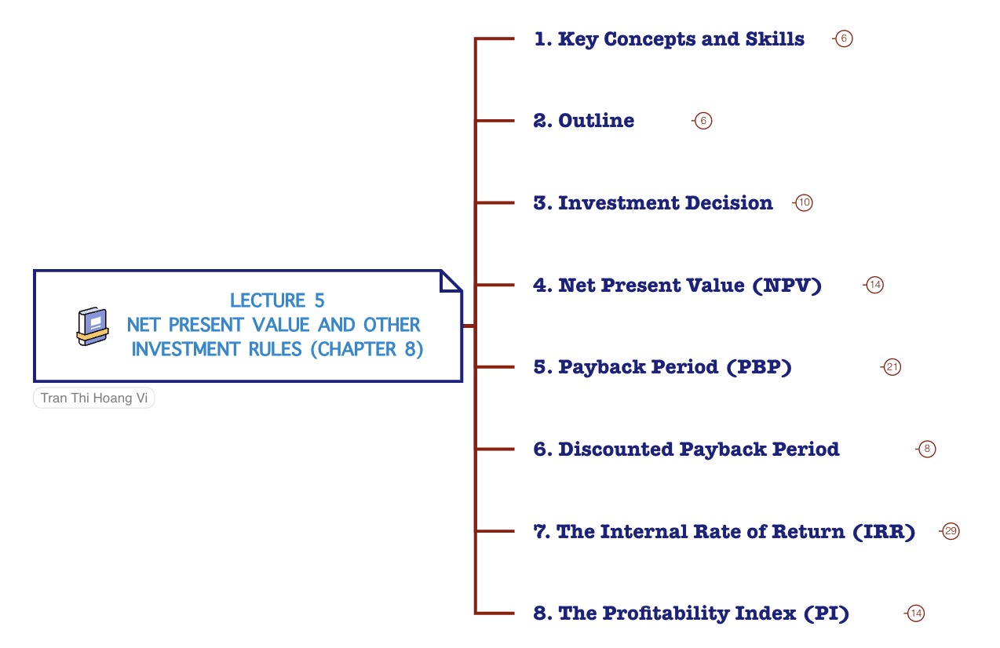 LECTURE 5
NET PRESENT VALUE AND OTHER
INVESTMENT RULES (CHAPTER 8)
Tran Thi Hoang Vi
1. Key Concepts and Skills 6
2. Outline 6
3. Investment Decision 10
4. Net Present Value (NPV) 14
5. Payback Period (PBP) 21
6. Discounted Payback Period 8
7. The Internal Rate of Return (IRR) 29
8. The Profitability Index (PI) 14